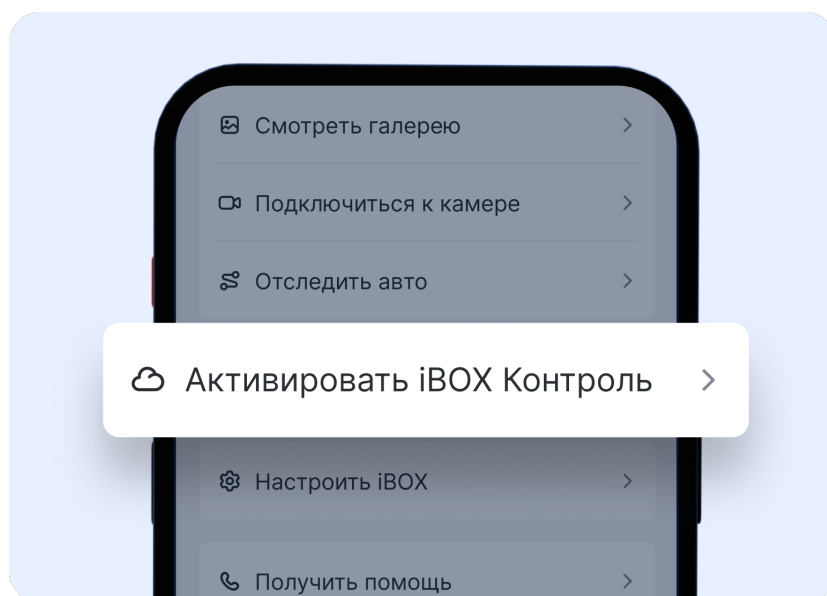 Смотреть галерею
Подключиться к камере
Отследить авто
Активировать iBOX Контроль
Настроить iBOX
Получить помощь